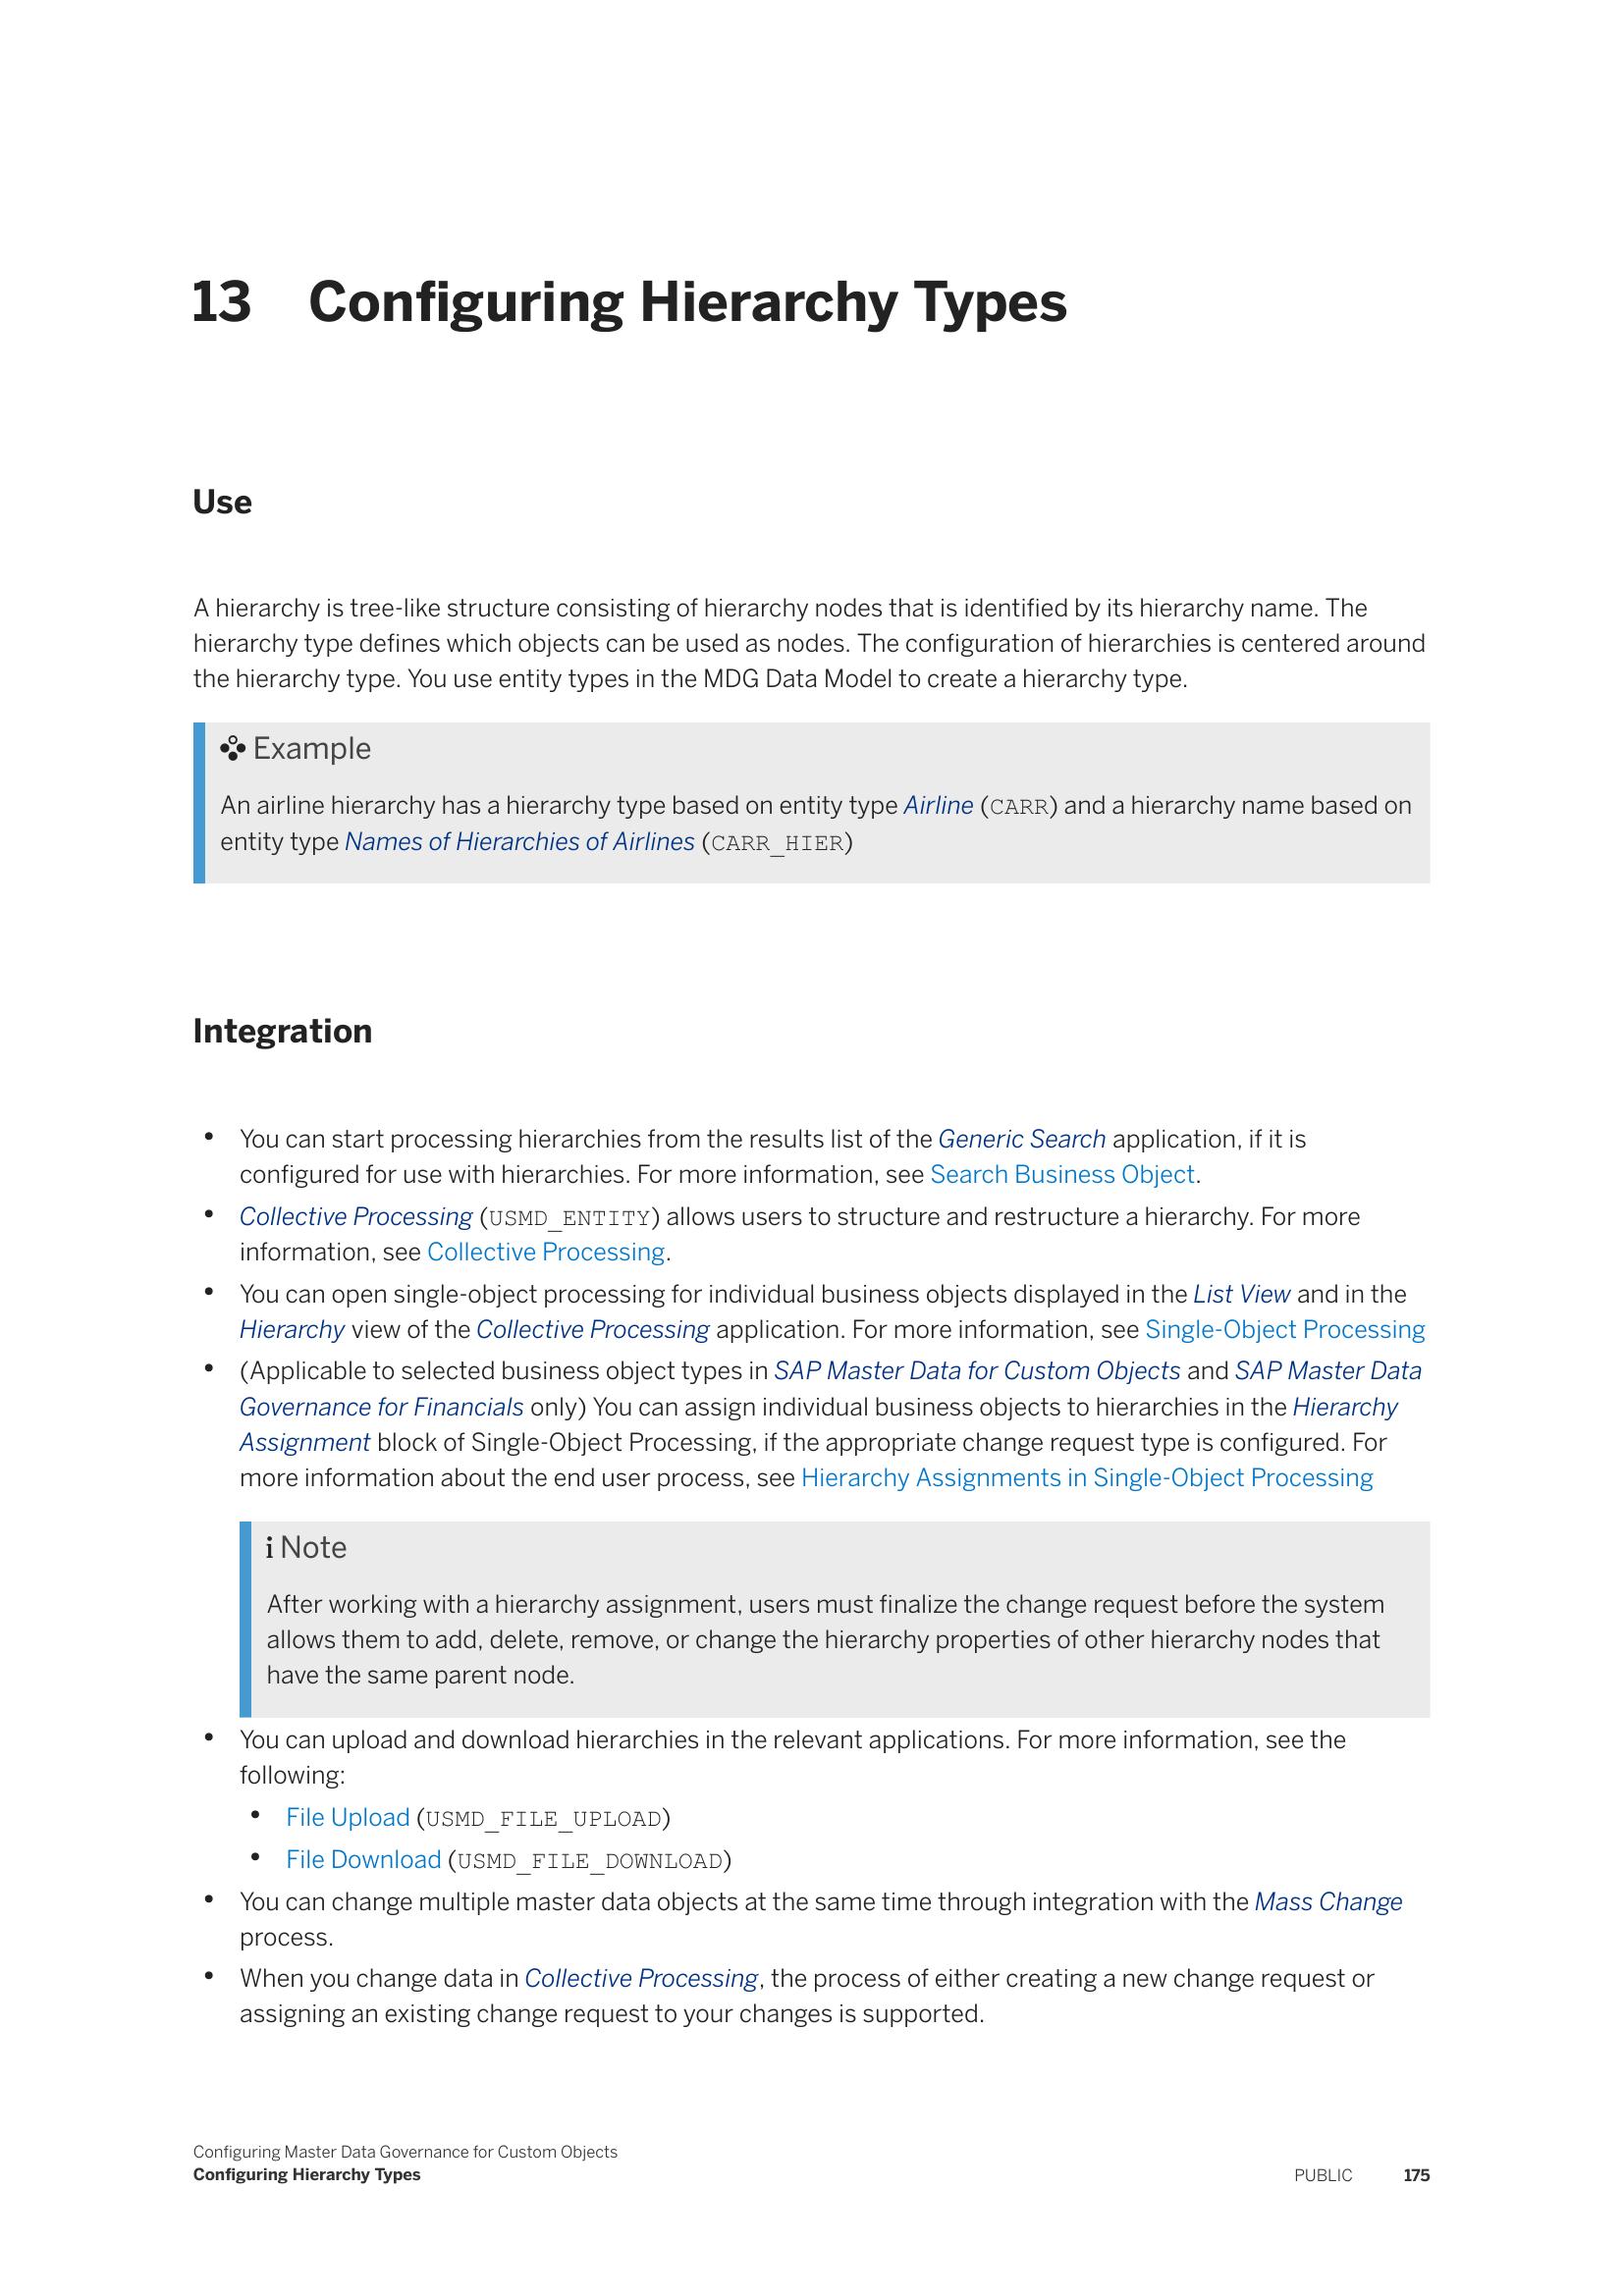 13 Configuring Hierarchy Types
Use
A hierarchy is tree-like structure consisting of hierarchy nodes that is identified by its hierarchy name. The
hierarchy type defines which objects can be used as nodes. The configuration of hierarchies is centered around
the hierarchy type. You use entity types in the MDG Data Model to create a hierarchy type.
Example
An airline hierarchy has a hierarchy type based on entity type Airline (CARR) and a hierarchy name based on
entity type Names of Hierarchies of Airlines (CARR_HIER)
Integration
• You can start processing hierarchies from the results list of the Generic Search application, if it is
configured for use with hierarchies. For more information, see Search Business Object.
• Collective Processing (USMD_ENTITY) allows users to structure and restructure a hierarchy. For more
information, see Collective Processing.
• You can open single-object processing for individual business objects displayed in the List View and in the
Hierarchy view of the Collective Processing application. For more information, see Single-Object Processing
• (Applicable to selected business object types in SAP Master Data for Custom Objects and SAP Master Data
Governance for Financials only) You can assign individual business objects to hierarchies in the Hierarchy
Assignment block of Single-Object Processing, if the appropriate change request type is configured. For
more information about the end user process, see Hierarchy Assignments in Single-Object Processing
i Note
After working with a hierarchy assignment, users must finalize the change request before the system
allows them to add, delete, remove, or change the hierarchy properties of other hierarchy nodes that
have the same parent node.
• You can upload and download hierarchies in the relevant applications. For more information, see the
following:
• File Upload (USMD_FILE_UPLOAD)
• File Download (USMD_FILE_DOWNLOAD)
• You can change multiple master data objects at the same time through integration with the Mass Change
process.
• When you change data in Collective Processing, the process of either creating a new change request or
assigning an existing change request to your changes is supported.
Configuring Master Data Governance for Custom Objects
Configuring Hierarchy Types PUBLIC 175